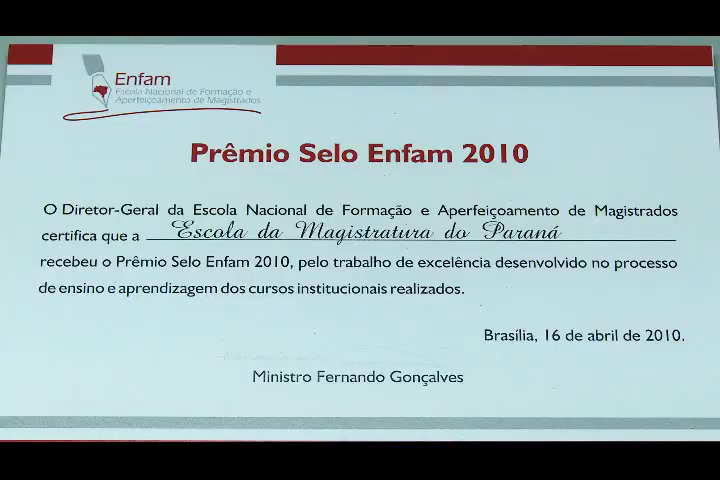 Enfam
Escola Nacional de Formação e
Aperfeiçoamento de Magistrados
Prêmio Selo Enfam 2010
O Diretor-Geral da Escola Nacional de Formação e Aperfeiçoamento de Magistrados
certifica que a Escola da Magistratura do Paraná
recebeu o Prêmio Selo Enfam 2010, pelo trabalho de excelência desenvolvido no processo
de ensino e aprendizagem dos cursos institucionais realizados.
Brasília, 16 de abril de 2010.
Ministro Fernando Gonçalves